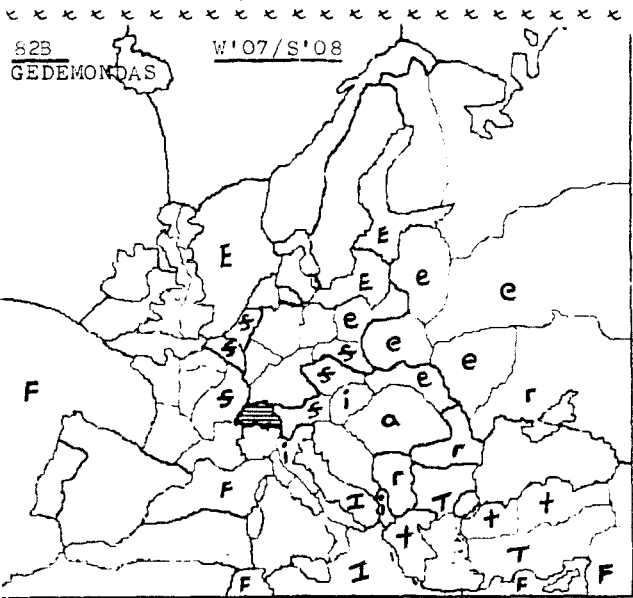 x x x x x x x x x x x x x x x x x x x x x x x x
82B W'07/S'08
GEDEMONDAS
E
E E e e
f e
f f e e
f e
F f f i r
a
i r
F r
I i T t t
t
T
F I F F